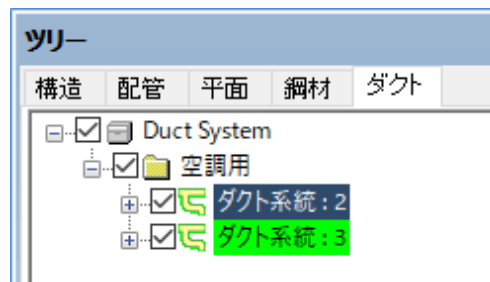 ツリー
構造 配管 平面 鋼材 ダクト
Duct System
空調用
ダクト系統 : 2
ダクト系統 : 3